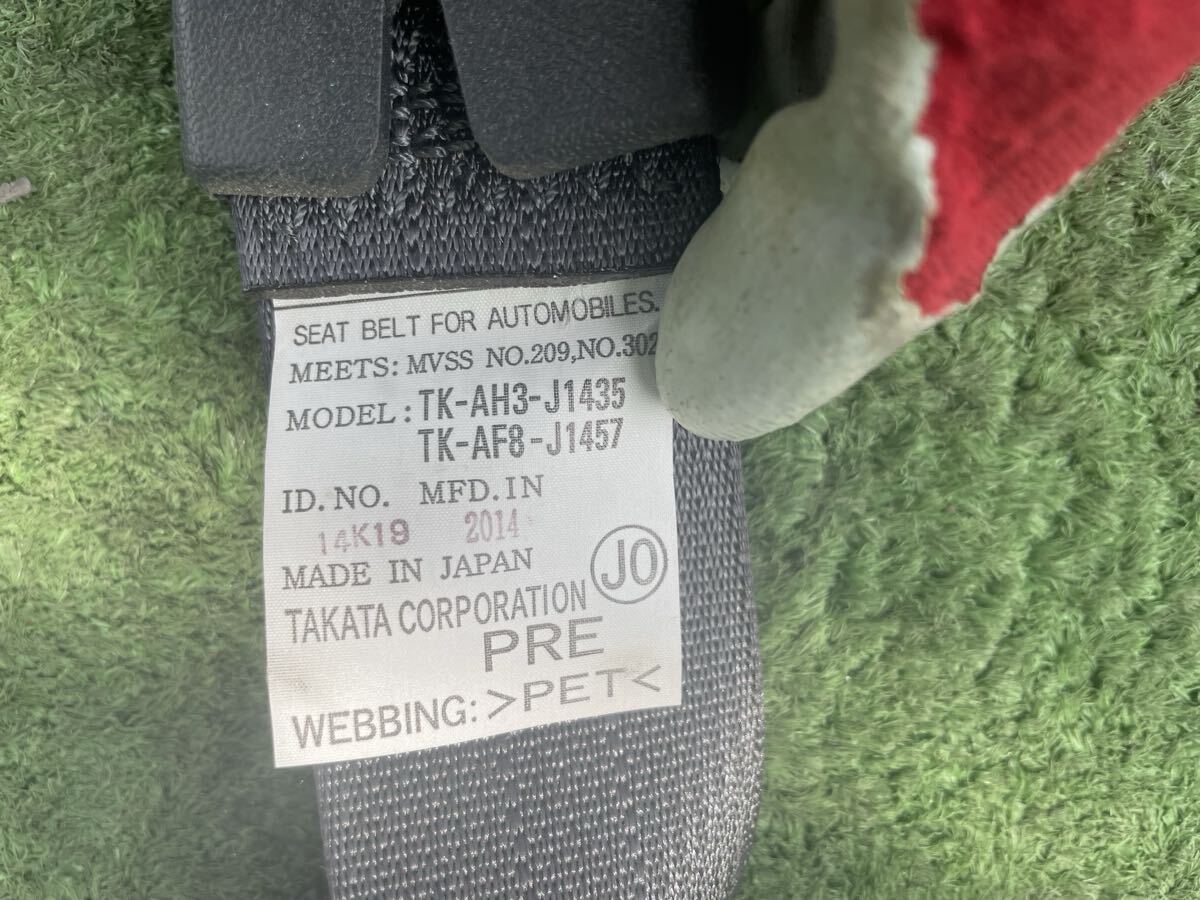 SEAT BELT FOR AUTOMOBILES.
MEETS: MVSS NO.209,NO.302
MODEL: TK-AH3-J1435
TK-AF8-J1457
ID. NO. MFD.IN
14K19 2014
MADE IN JAPAN
JO
TAKATA CORPORATION
PRE
WEBBING: >PET<